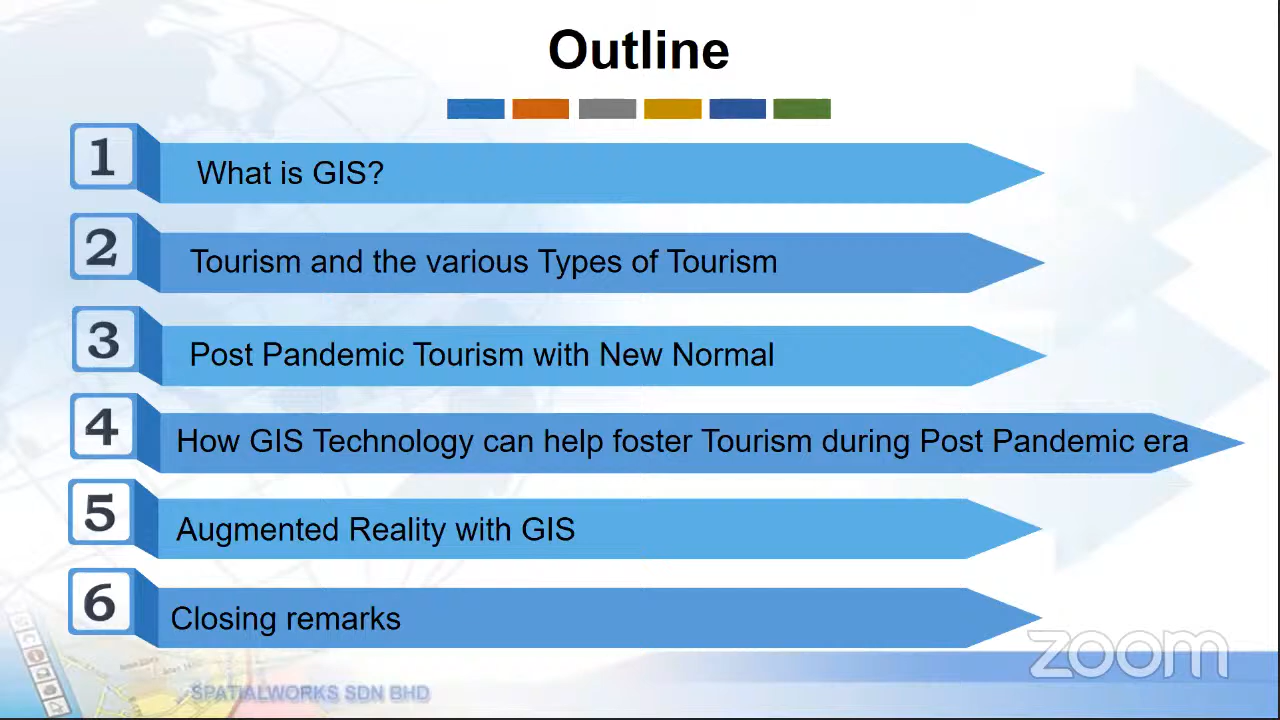 Outline
1
What is GIS?
2
Tourism and the various Types of Tourism
3
Post Pandemic Tourism with New Normal
4
How GIS Technology can help foster Tourism during Post Pandemic era
5
Augmented Reality with GIS
6
Closing remarks
zoom
SPATIALWORKS SDN BHD